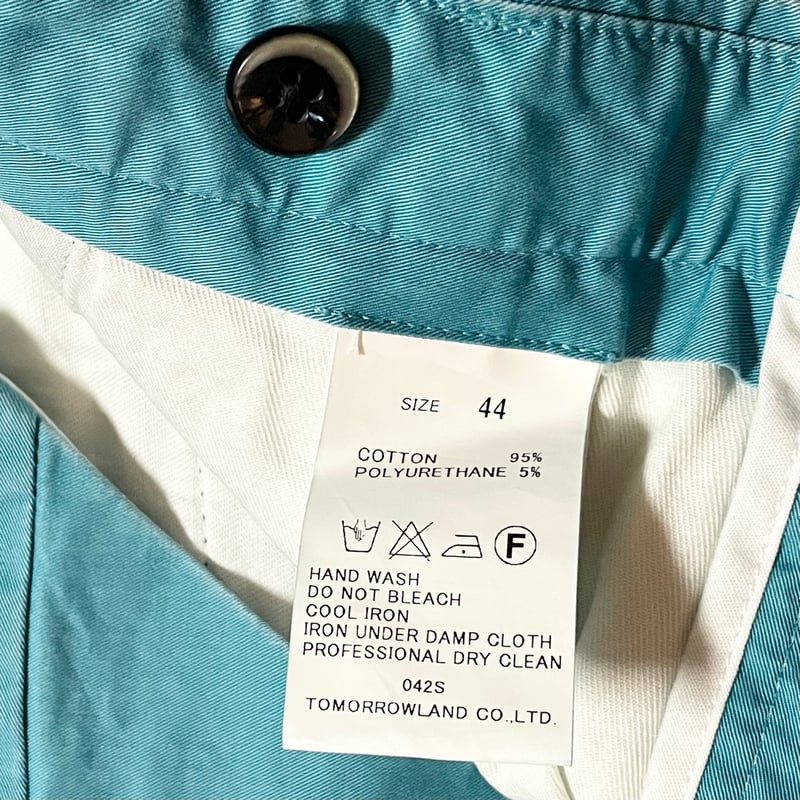 SIZE 44
COTTON 95%
POLYURETHANE 5%
F
HAND WASH
DO NOT BLEACH
COOL IRON
IRON UNDER DAMP CLOTH
PROFESSIONAL DRY CLEAN
042S
TOMORROWLAND CO.,LTD.